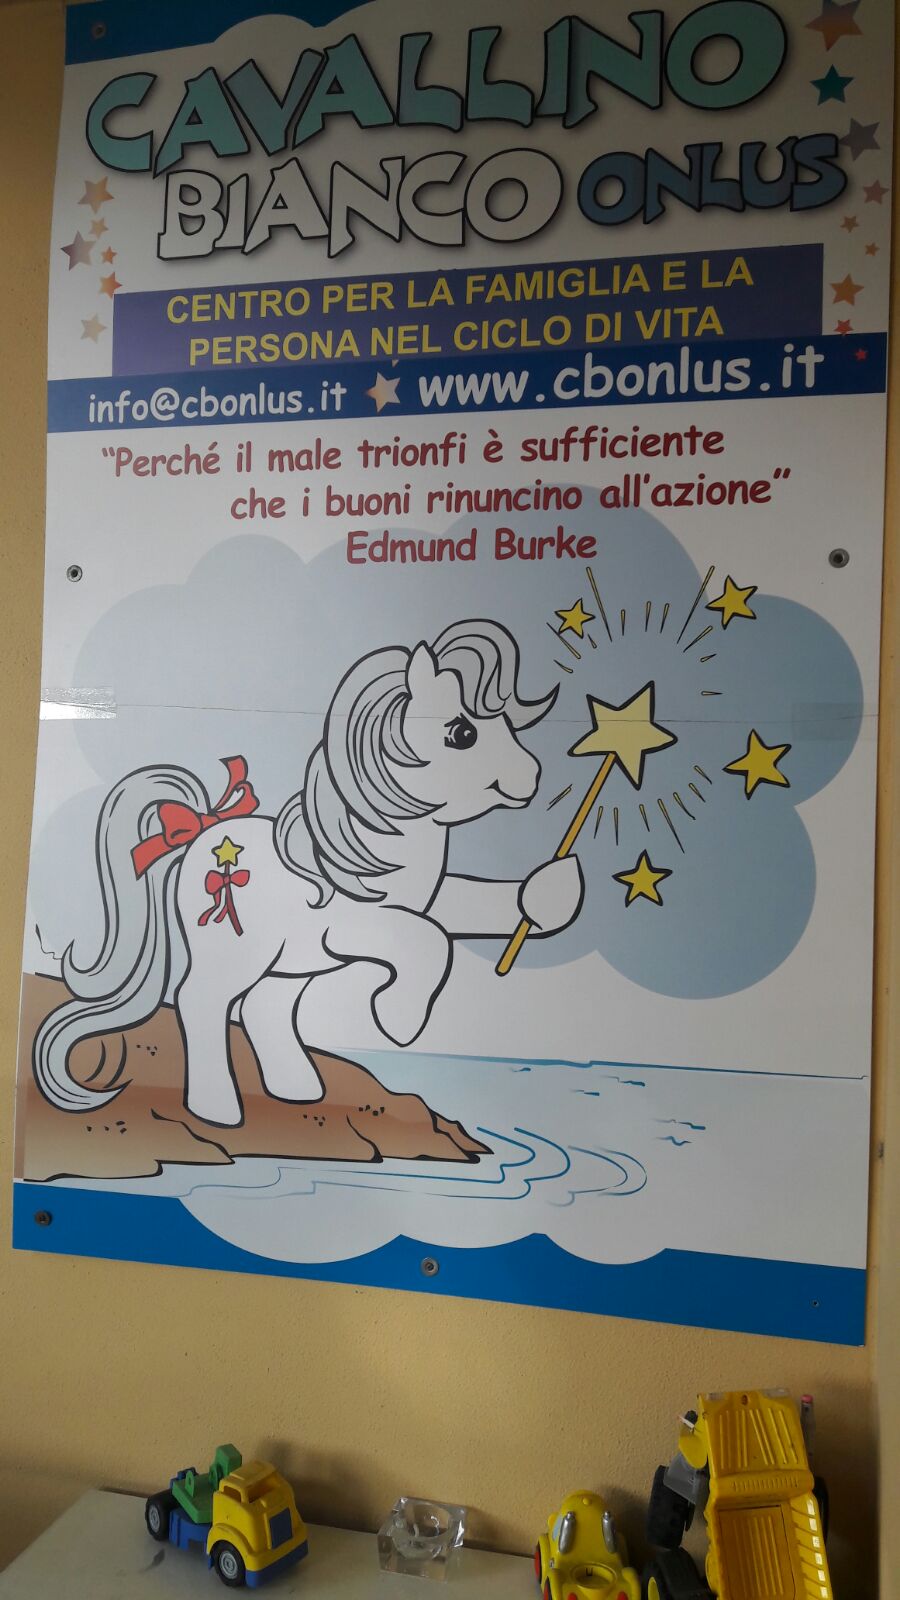 CAVALLINO
BIANCO ONLUS
CENTRO PER LA FAMIGLIA E LA
PERSONA NEL CICLO DI VITA
info@cbonlus.it www.cbonlus.it
“Perché il male trionfi è sufficiente
che i buoni rinuncino all'azione”
Edmund Burke